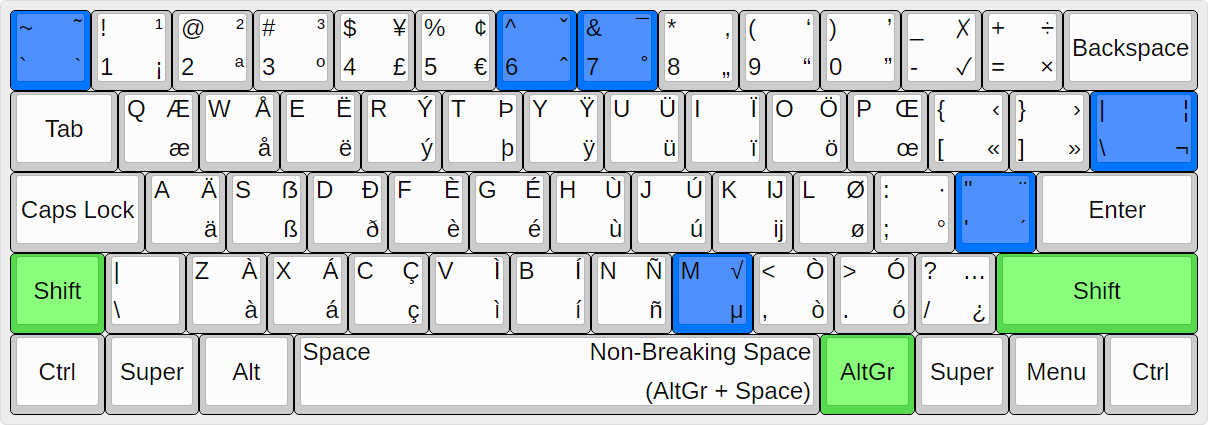 ~ ˜ ! ¹ @ ² # ³ $ ¥ % ¢ ^ ˇ & ¯ * ‚ ( ‘ ) ’ _ ✗ + ÷ Backspace
` ` 1 ¡ 2 ª 3 º 4 £ 5 € 6 ˆ 7 ˚ 8 „ 9 “ 0 ” - ✓ = ×
Tab Q Æ W Å E Ë R Ý T Þ Y Ÿ U Ü I Ï O Ö P Œ { ‹ } › | ¦
æ å ë ý þ ÿ ü ï ö œ [ « ] » \ ¬
Caps Lock A Ä S ẞ D Ð F È G É H Ù J Ú K IJ L Ø : · " ¨ Enter
ä ß ð è é ù ú ij ø ; ° ' ´
Shift | Z À X Á C Ç V Ì B Í N Ñ M √ < Ò > Ó ? … Shift
\ à á ç ì í ñ µ , ò . ó / ¿
Ctrl Super Alt Space Non-Breaking Space AltGr Super Menu Ctrl
(AltGr + Space)